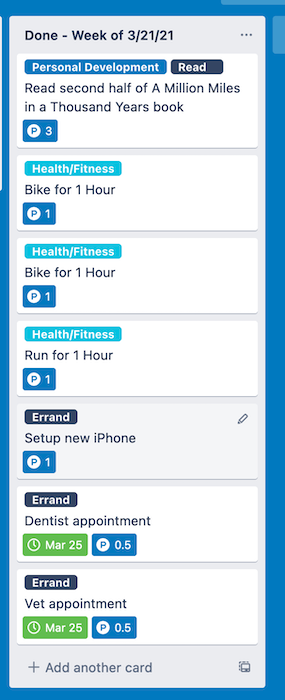 Done - Week of 3/21/21
Personal Development Read
Read second half of A Million Miles
in a Thousand Years book
P 3
Health/Fitness
Bike for 1 Hour
P 1
Health/Fitness
Bike for 1 Hour
P 1
Health/Fitness
Run for 1 Hour
P 1
Errand
Setup new iPhone
P 1
Errand
Dentist appointment
Mar 25 P 0.5
Errand
Vet appointment
Mar 25 P 0.5
+ Add another card